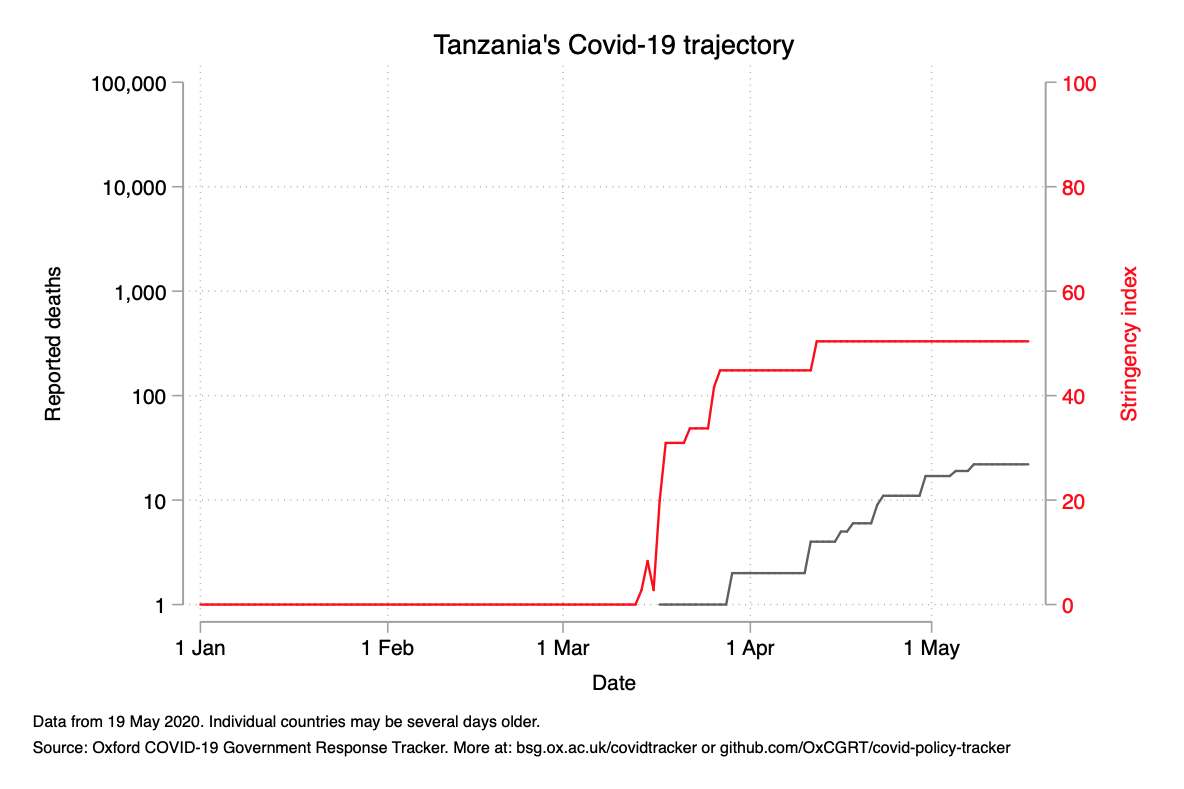 Tanzania's Covid-19 trajectory
100,000
10,000
1,000
100
10
1
Reported deaths
100
80
60
40
20
0
Stringency index
1 Jan
1 Feb
1 Mar
1 Apr
1 May
Date
Data from 19 May 2020. Individual countries may be several days older.
Source: Oxford COVID-19 Government Response Tracker. More at: bsg.ox.ac.uk/covidtracker or github.com/OxCGRT/covid-policy-tracker